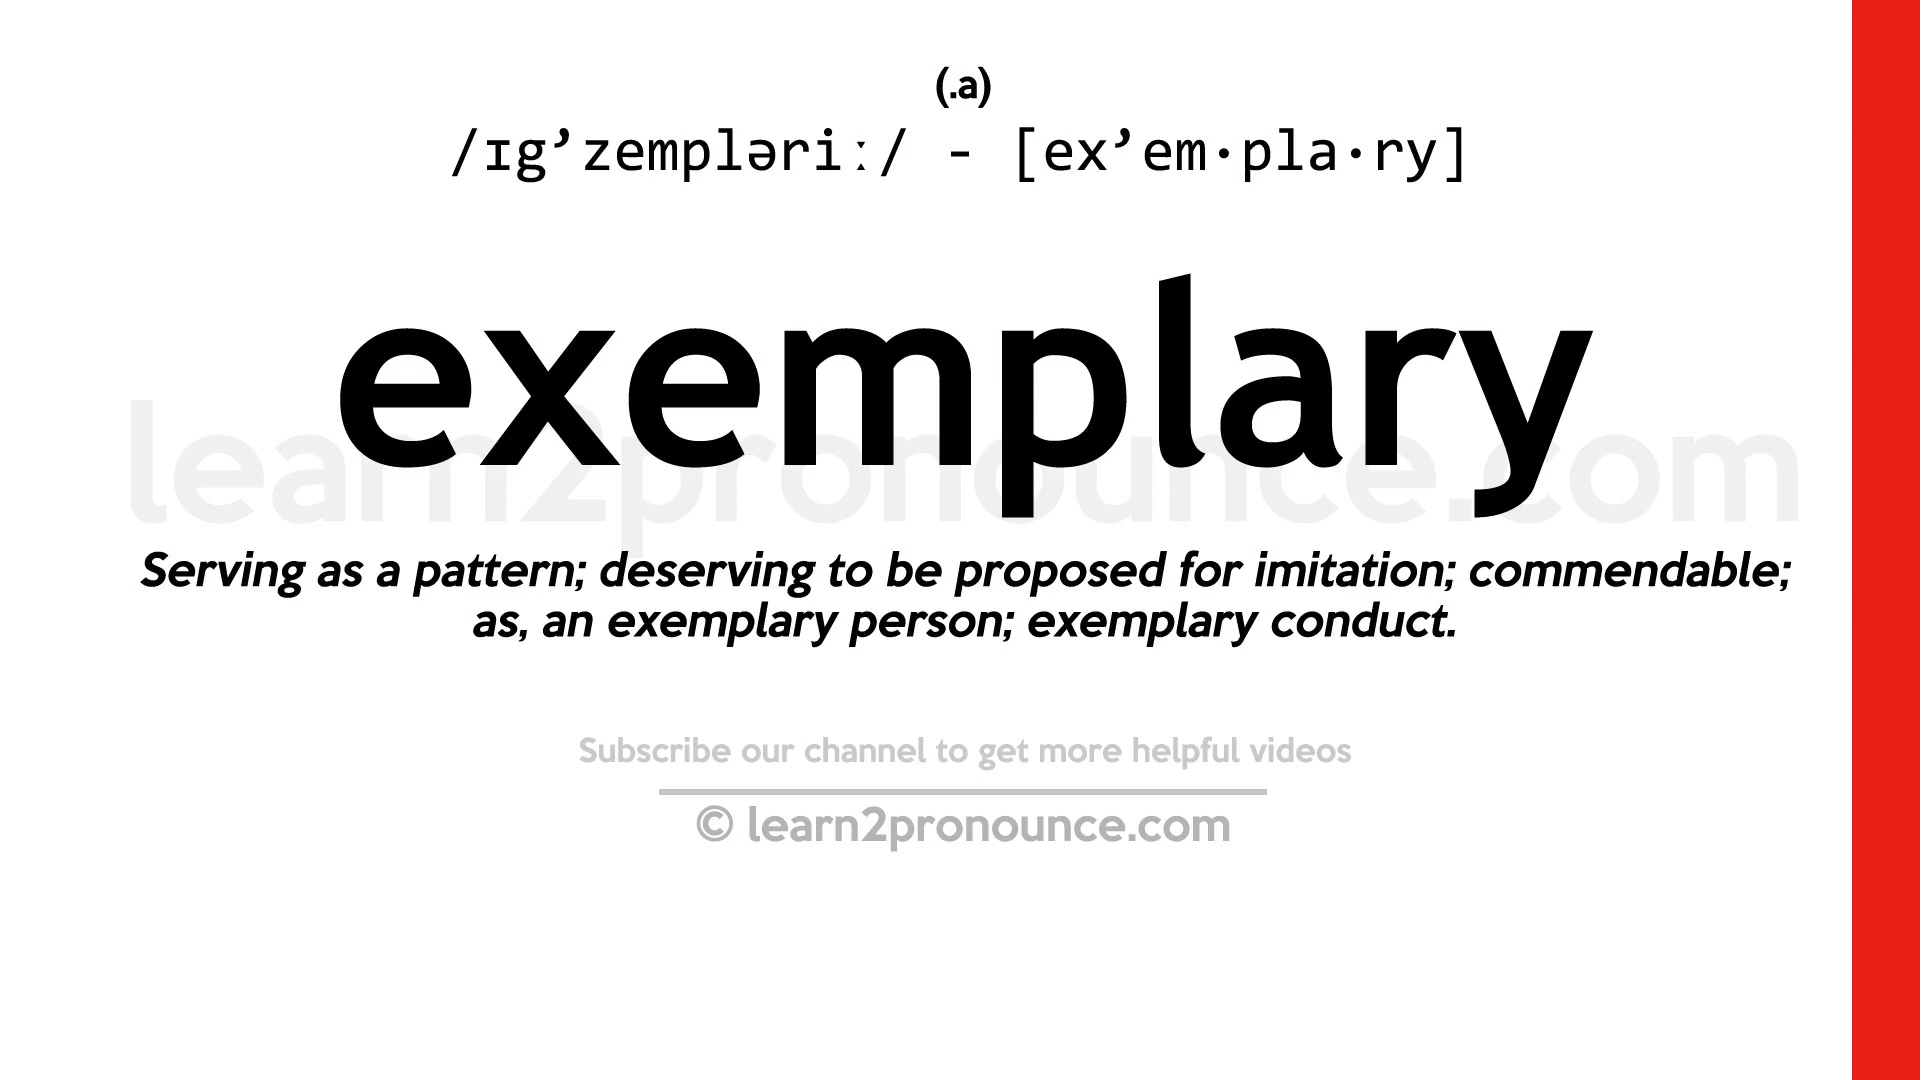 (.a)
/ɪg’zempləriː/ - [ex’em·pla·ry]
exemplary
learn2pronounce.com
Serving as a pattern; deserving to be proposed for imitation; commendable;
as, an exemplary person; exemplary conduct.
Subscribe our channel to get more helpful videos
© learn2pronounce.com